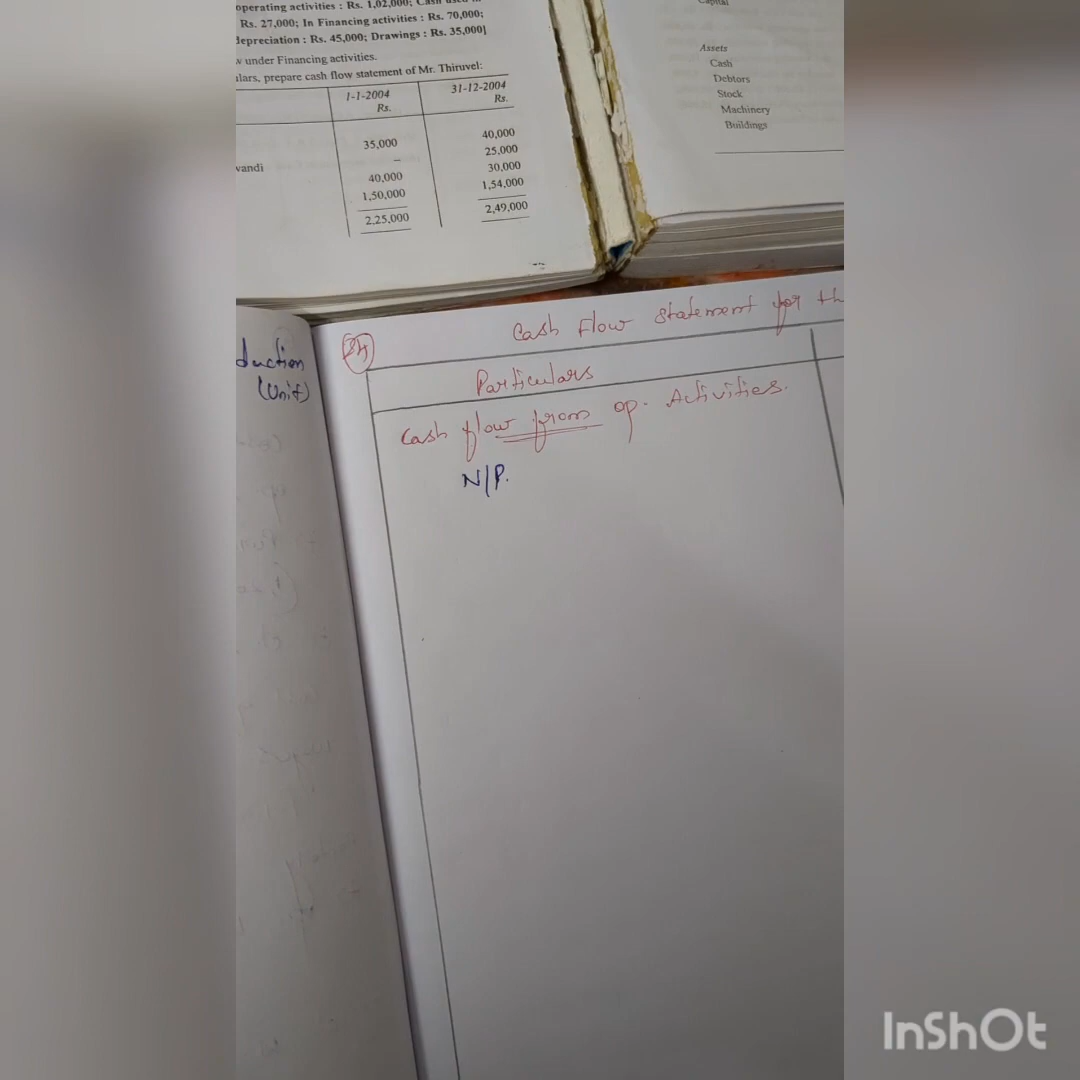 operating activities : Rs. 1,02,000; Cash used
Rs. 27,000; In Financing activities : Rs. 70,000;
depreciation : Rs. 45,000; Drawings : Rs. 35,000]
under Financing activities.
prepare cash flow statement of Mr. Thiruvel:
1-1-2004 31-12-2004
Rs. Rs.
35,000 40,000
vandi – 25,000
40,000 30,000
1,50,000 1,54,000
2,25,000 2,49,000
Capital
Assets
Cash
Debtors
Stock
Machinery
Buildings
duction
(Unit)
24 Cash Flow Statement for th
Particulars
Cash flow from op. Activities.
N/P.
InShOt